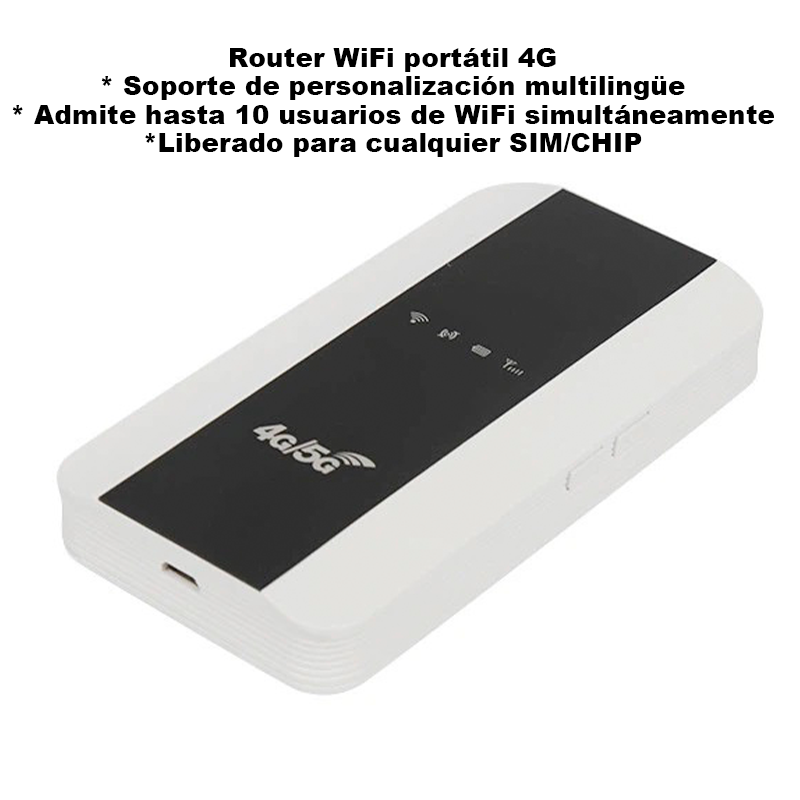 Router WiFi portátil 4G
* Soporte de personalización multilingüe
* Admite hasta 10 usuarios de WiFi simultáneamente
*Liberado para cualquier SIM/CHIP
4G/5G